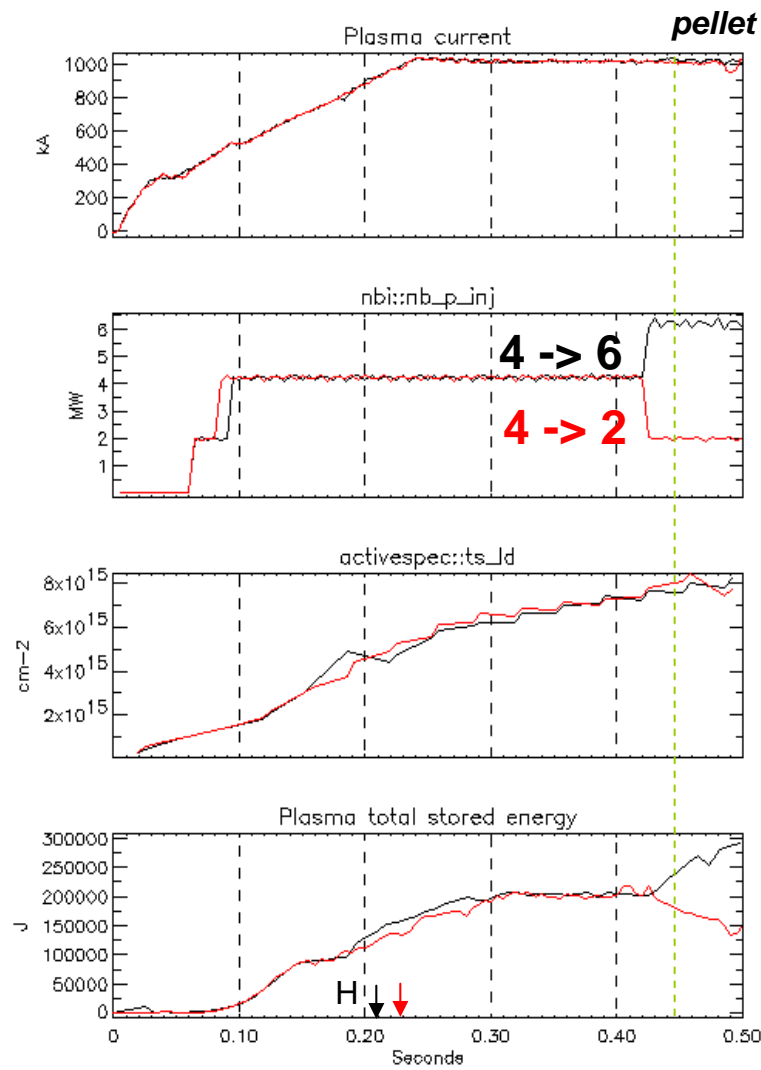 pellet
Plasma current
1000
800
600
400
200
0
kA
nbi::nb_p_inj
6
5
4
3
2
1
MW
4 -> 6
4 -> 2
activespec::ts_ld
8x10^15
6x10^15
4x10^15
2x10^15
cm-2
Plasma total stored energy
300000
250000
200000
150000
100000
50000
0
J
H
0 0.10 0.20 0.30 0.40 0.50
Seconds